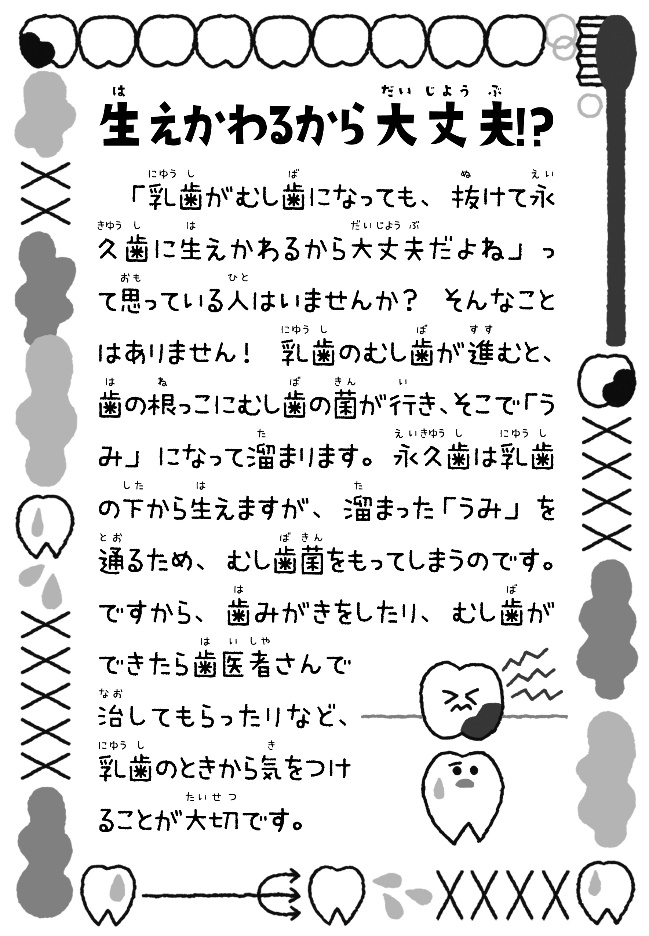 生えかわるから大丈夫!?
「乳歯がむし歯になっても、抜けて永
久歯に生えかわるから大丈夫だよね」っ
て思っている人はいませんか？ そんなこと
はありません！ 乳歯のむし歯が進むと、
歯の根っこにむし歯の菌が行き、そこで「う
み」になって溜まります。永久歯は乳歯
の下から生えますが、溜まった「うみ」を
通るため、むし歯菌をもってしまうのです。
ですから、歯みがきをしたり、むし歯が
できたら歯医者さんで
治してもらったりなど、
乳歯のときから気をつけ
ることが大切です。